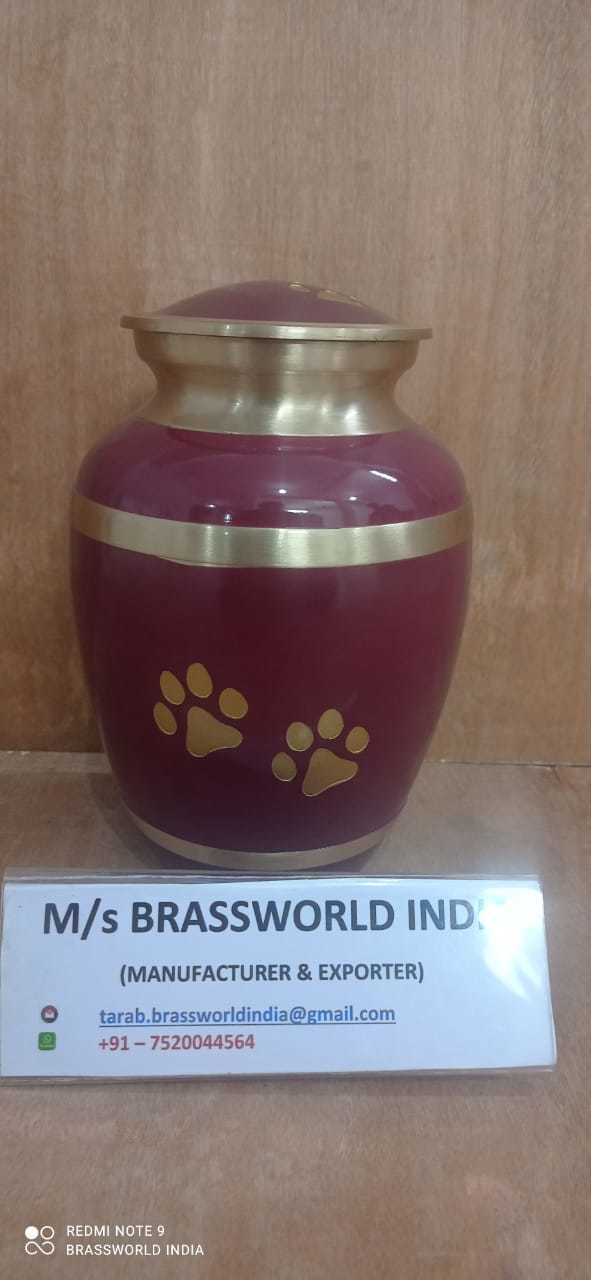 M/s BRASSWORLD INDI
(MANUFACTURER & EXPORTER)
tarab.brassworldindia@gmail.com
+91 – 7520044564
REDMI NOTE 9
BRASSWORLD INDIA